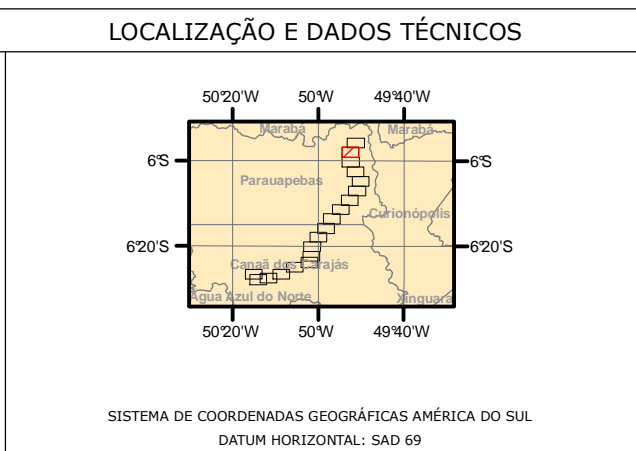 LOCALIZAÇÃO E DADOS TÉCNICOS
50°20'W 50°W 49°40'W
Marabá Marabá
6°S 6°S
Parauapebas
Curionópolis
6°20'S 6°20'S
Canaã dos Carajás
Água Azul do Norte Xinguara
50°20'W 50°W 49°40'W
SISTEMA DE COORDENADAS GEOGRÁFICAS AMÉRICA DO SUL
DATUM HORIZONTAL: SAD 69